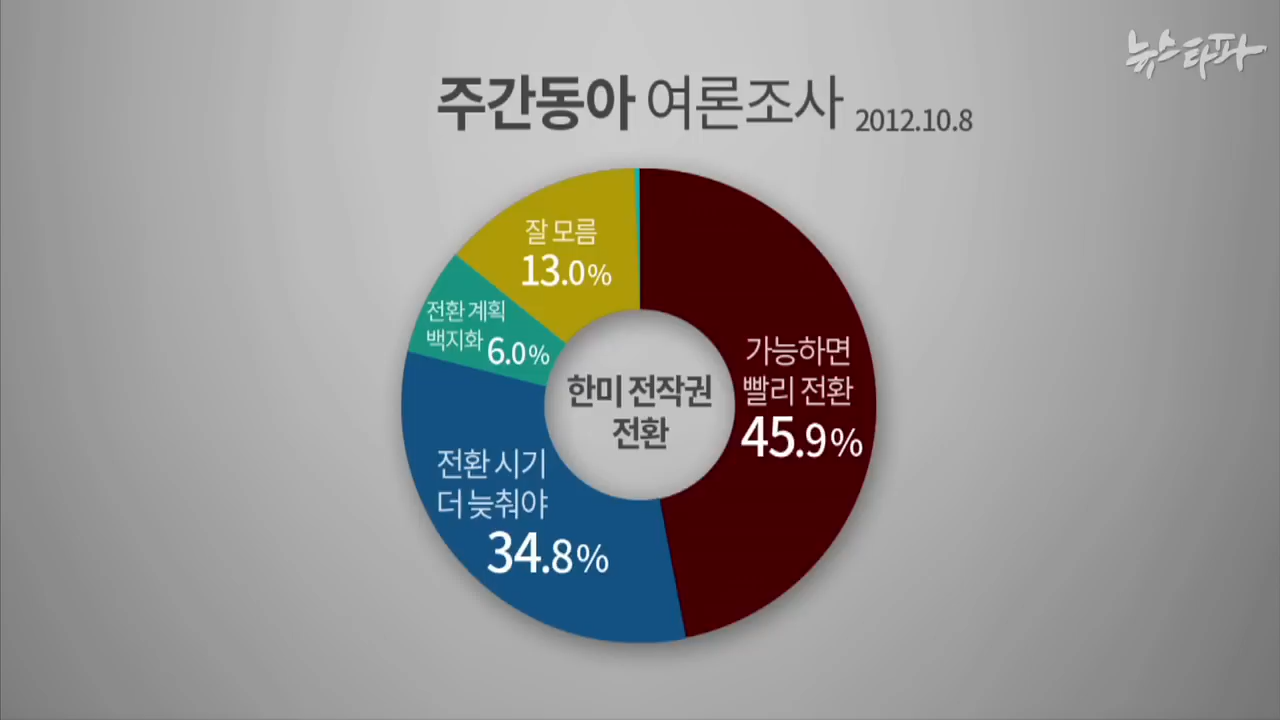 뉴스타파
주간동아 여론조사 2012.10.8
잘 모름
13.0%
전환 계획
백지화 6.0%
가능하면
빨리 전환
45.9%
한미 전작권
전환
전환 시기
더 늦춰야
34.8%